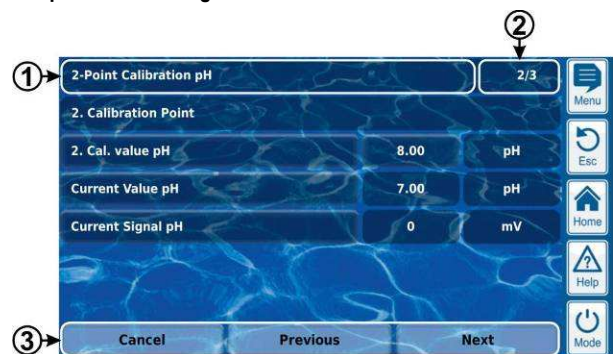 2
1
2-Point Calibration pH 2/3
Menu
2. Calibration Point
2. Cal. value pH 8.00 pH
Esc
Current Value pH 7.00 pH
Home
Current Signal pH 0 mV
? Help
3
Cancel Previous Next
Mode